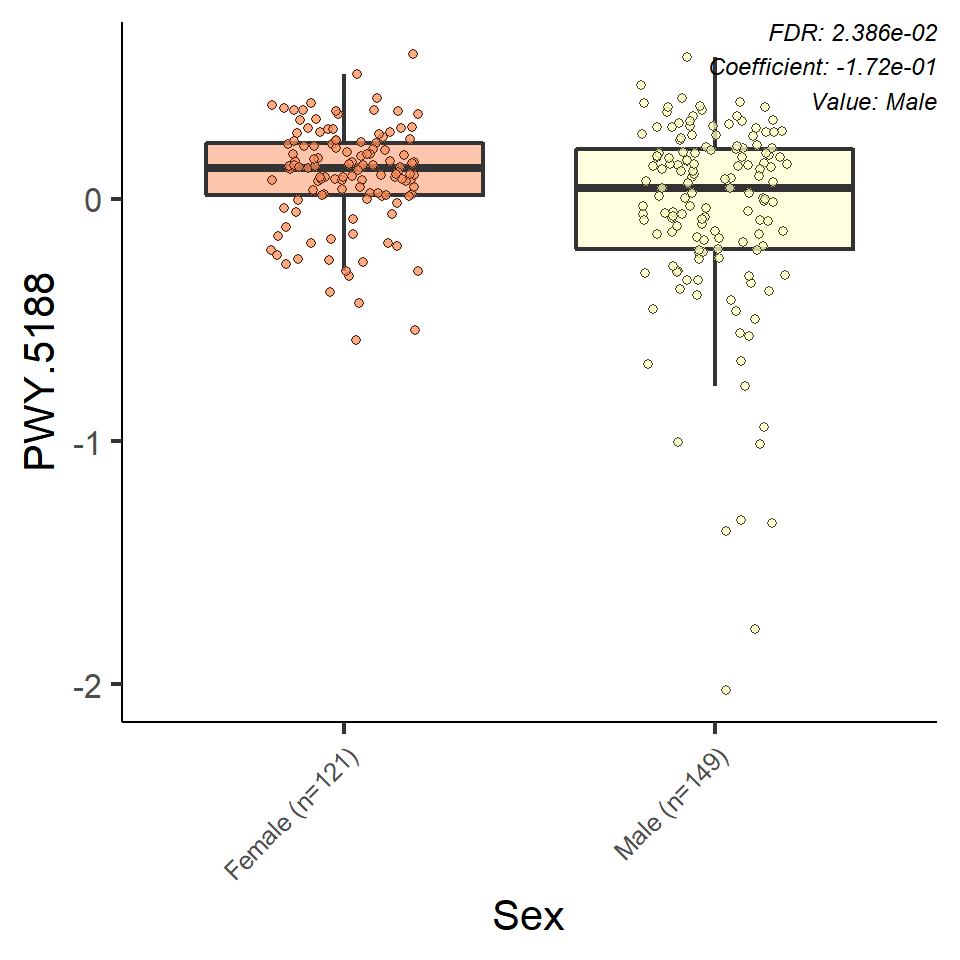 FDR: 2.386e-02
Coefficient: -1.72e-01
Value: Male
PWY.5188
0
-1
-2
Female (n=121)
Male (n=149)
Sex